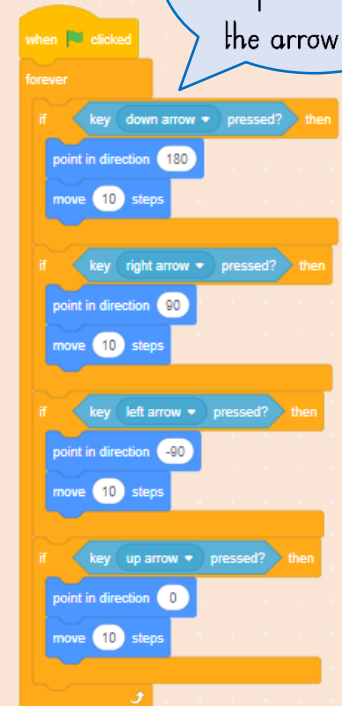 the arrow
when clicked
forever
if key down arrow pressed? then
point in direction 180
move 10 steps
if key right arrow pressed? then
point in direction 90
move 10 steps
if key left arrow pressed? then
point in direction -90
move 10 steps
if key up arrow pressed? then
point in direction 0
move 10 steps